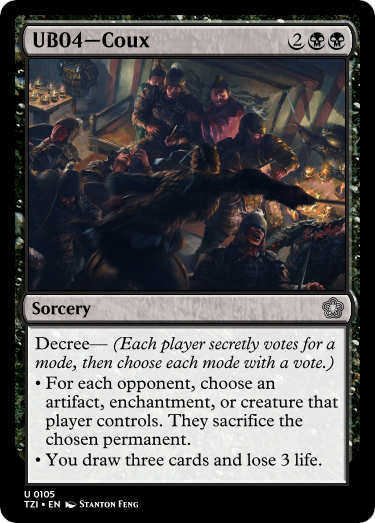 UB04—Coux 2
Sorcery
Decree— (Each player secretly votes for a
mode, then choose each mode with a vote.)
• For each opponent, choose an
artifact, enchantment, or creature that
player controls. They sacrifice the
chosen permanent.
• You draw three cards and lose 3 life.
U 0105
TZI • EN Stanton Feng